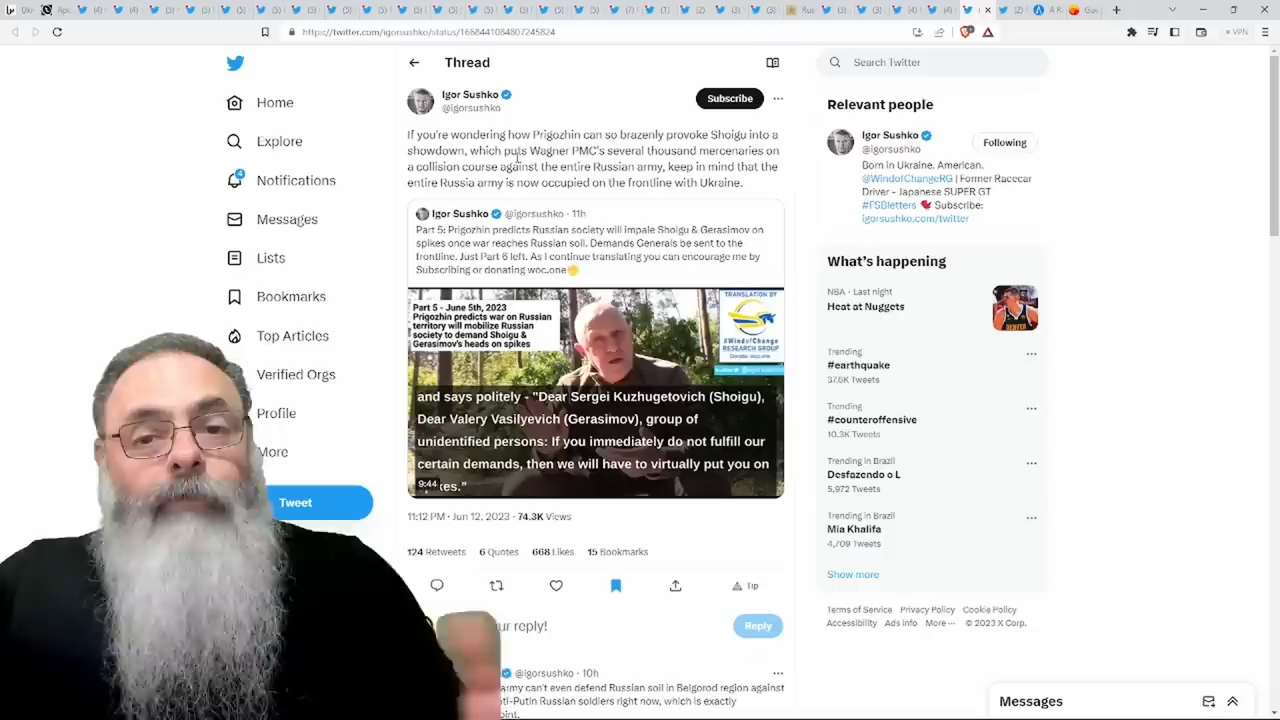 https://twitter.com/igorsushko/status/1668441084807245824
VPN
Home
Explore
4
Notifications
Messages
Lists
Bookmarks
Top Articles
Verified Orgs
Profile
More
Tweet
Thread
Igor Sushko
@igorsushko
Subscribe
If you're wondering how Prigozhin can so brazenly provoke Shoigu into a
showdown, which puts Wagner PMC's several thousand mercenaries on
a collision course against the entire Russian army, keep in mind that the
entire Russia army is now occupied on the frontline with Ukraine.
Igor Sushko @igorsushko · 11h
Part 5: Prigozhin predicts Russian society will impale Shoigu & Gerasimov on
spikes once war reaches Russian soil. Demands Generals be sent to the
frontline. Just Part 6 left. As I continue translating you can encourage me by
Subscribing or donating woc.one
Part 5 - June 5th, 2023
Prigozhin predicts war on Russian
territory will mobilize Russian
society to demand Shoigu &
Gerasimov's heads on spikes
TRANSLATION BY
#WindofChange
RESEARCH GROUP
Donate: woc.one
and says politely - "Dear Sergei Kuzhugetovich (Shoigu),
Dear Valery Vasilyevich (Gerasimov), group of
unidentified persons: If you immediately do not fulfill our
certain demands, then we will have to virtually put you on
9:44
kes."
11:12 PM · Jun 12, 2023 · 74.3K Views
124 Retweets 6 Quotes 668 Likes 15 Bookmarks
Tip
ur reply!
Reply
@igorsushko · 10h
army can't even defend Russian soil in Belgorod region against
ti-Putin Russian soldiers right now, which is exactly
oint.
Search Twitter
Relevant people
Igor Sushko
@igorsushko
Following
Born in Ukraine. American.
@WindofChangeRG | Former Racecar
Driver - Japanese SUPER GT
#FSBletters Subscribe:
igorsushko.com/twitter
What's happening
NBA · Last night
Heat at Nuggets
Trending
#earthquake
37.6K Tweets
Trending
#counteroffensive
10.3K Tweets
Trending in Brazil
Desfazendo o L
5,972 Tweets
Trending in Brazil
Mia Khalifa
4,709 Tweets
Show more
Terms of Service Privacy Policy Cookie Policy
Accessibility Ads info More ··· © 2023 X Corp.
Messages